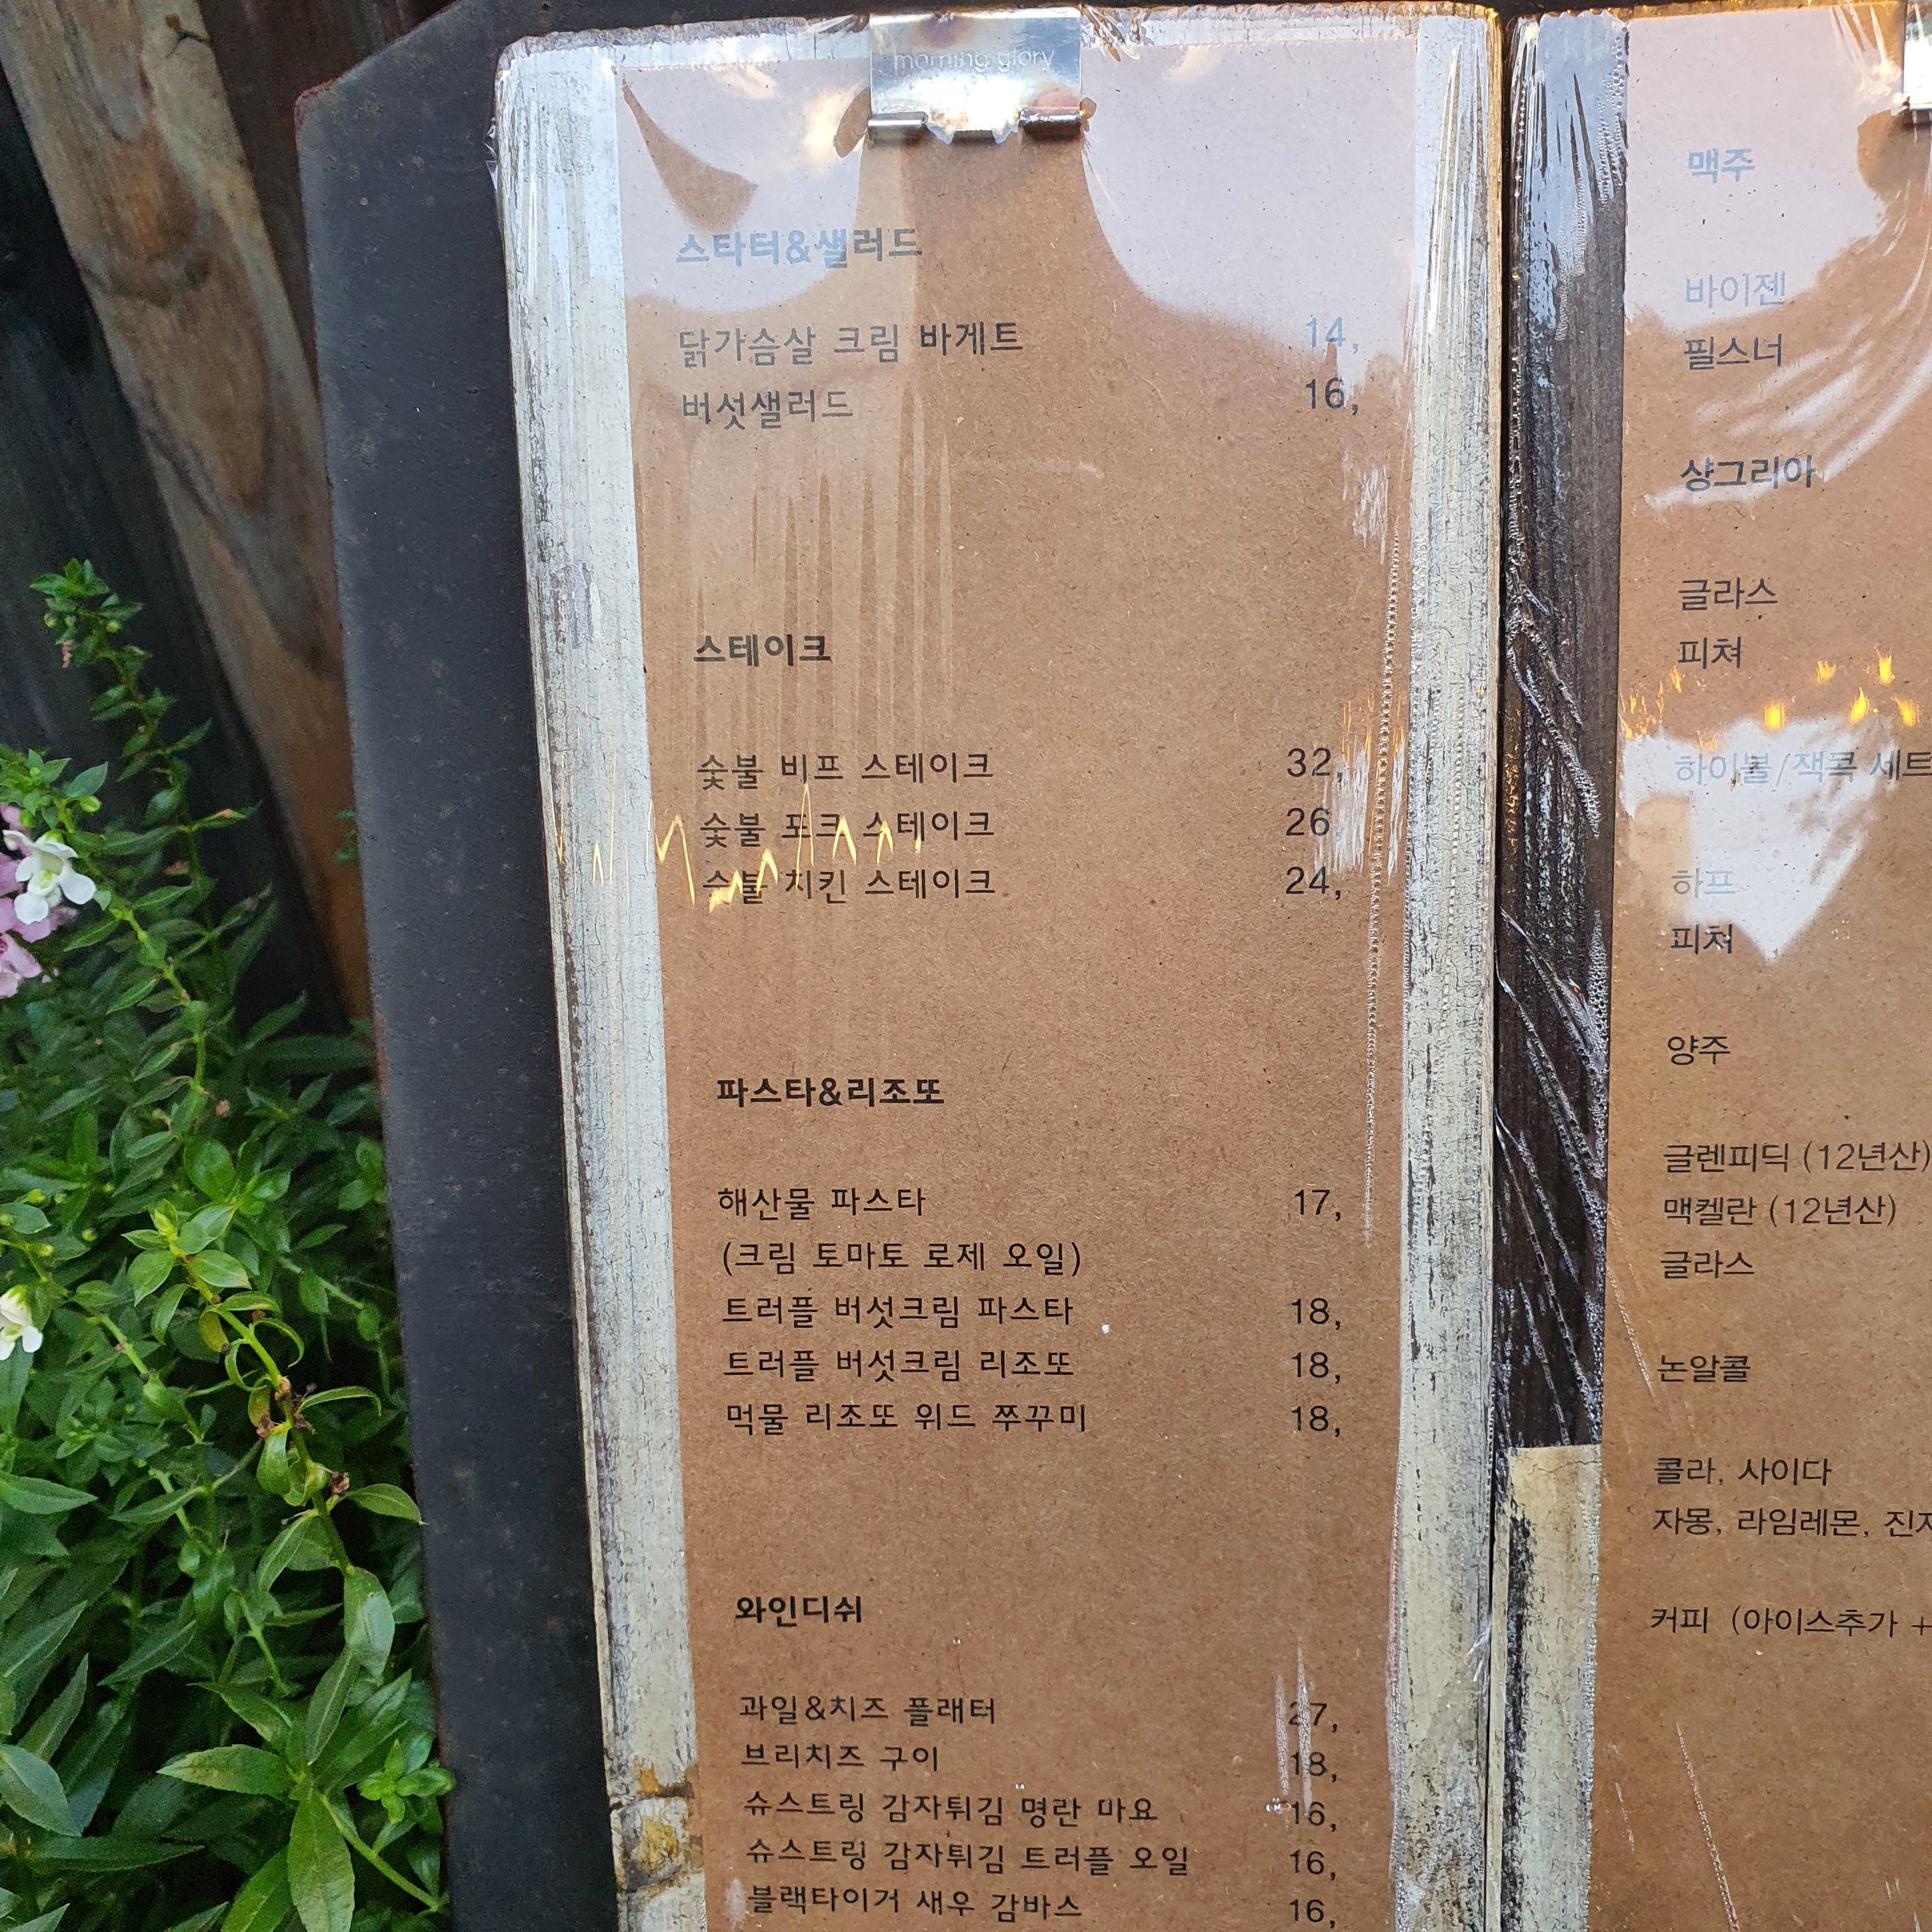 morning glory
스타터&샐러드
닭가슴살 크림 바게트 14,
버섯샐러드 16,
스테이크
숯불 비프 스테이크 32,
숯불 포크 스테이크 26
숯불 치킨 스테이크 24,
파스타&리조또
해산물 파스타 17,
(크림 토마토 로제 오일)
트러플 버섯크림 파스타 18,
트러플 버섯크림 리조또 18,
먹물 리조또 위드 쭈꾸미 18,
와인디쉬
과일&치즈 플래터 27,
브리치즈 구이 18,
슈스트링 감자튀김 명란 마요 16,
슈스트링 감자튀김 트러플 오일 16,
블랙타이거 새우 감바스 16,
맥주
바이젠
필스너
샹그리아
글라스
피쳐
하이볼/잭콕 세트
하프
피쳐
양주
글렌피딕 (12년산)
맥켈란 (12년산)
글라스
논알콜
콜라, 사이다
자몽, 라임레몬,
커피 (아이스추가 +